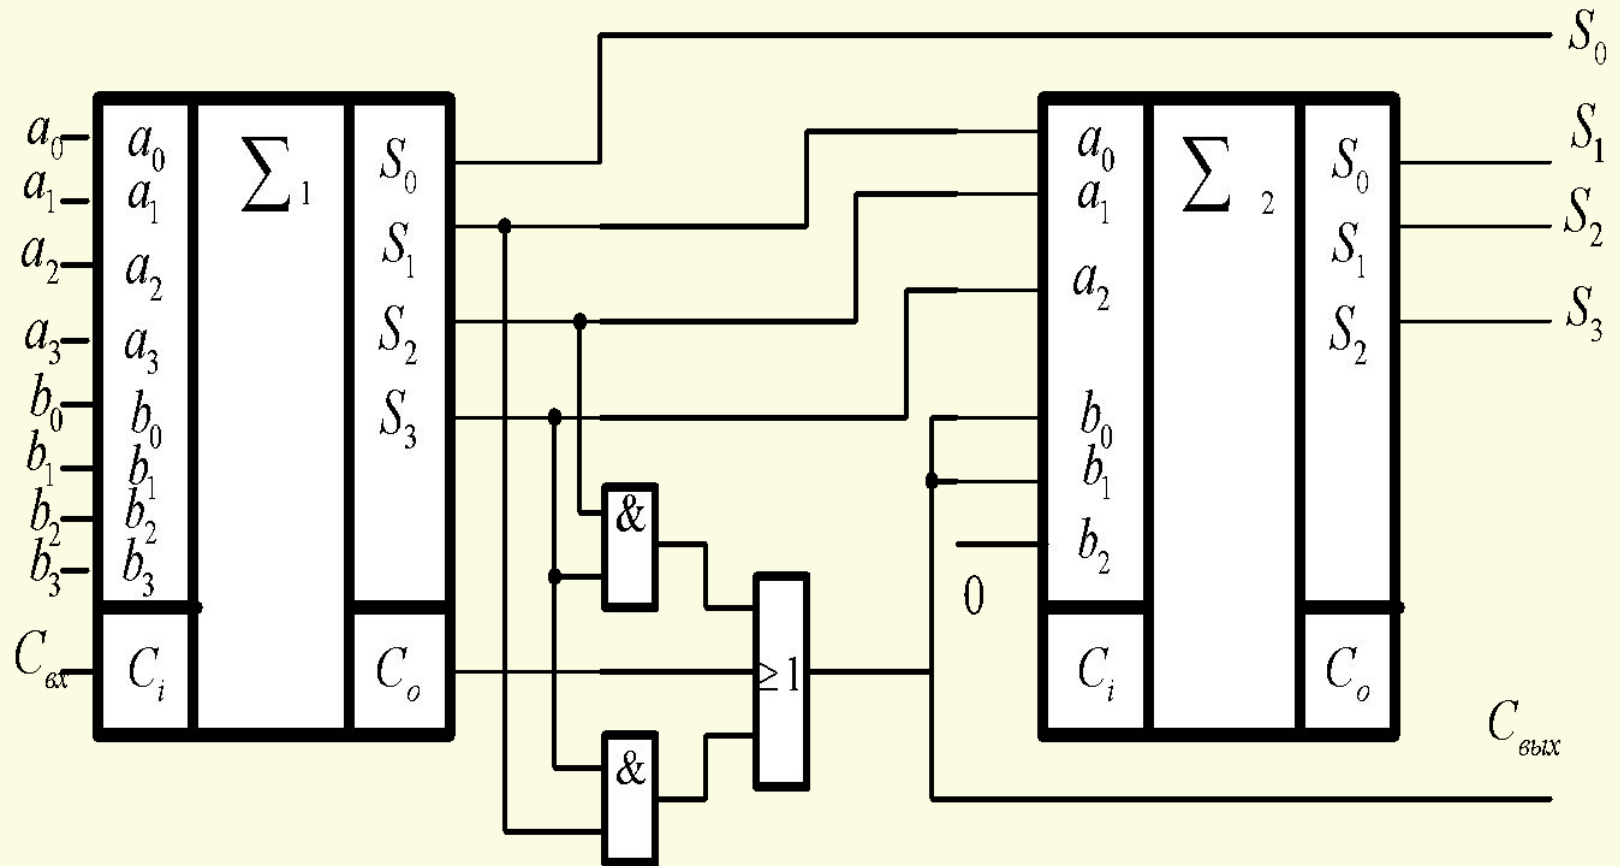 S₀
a₀ a₀ ∑ ₁ S₀ a₀ ∑ ₂ S₀ S₁
a₁ a₁ S₁ a₁ S₁ S₂
a₂ a₂ S₂ a₂ S₂ S₃
a₃ a₃ S₃
b₀ b₀ b₀
b₁ b₁ b₁
b₂ b₂ & b₂
b₃ b₃ 0
Cвх Cᵢ Cₒ ≥1 Cᵢ Cₒ
Cвых
&